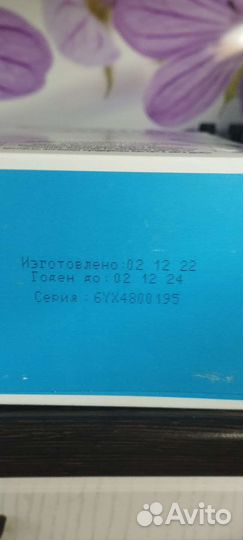 Изготовлено:02 12 22
Годен до:02 12 24
Серия :6YX4800195
Avito